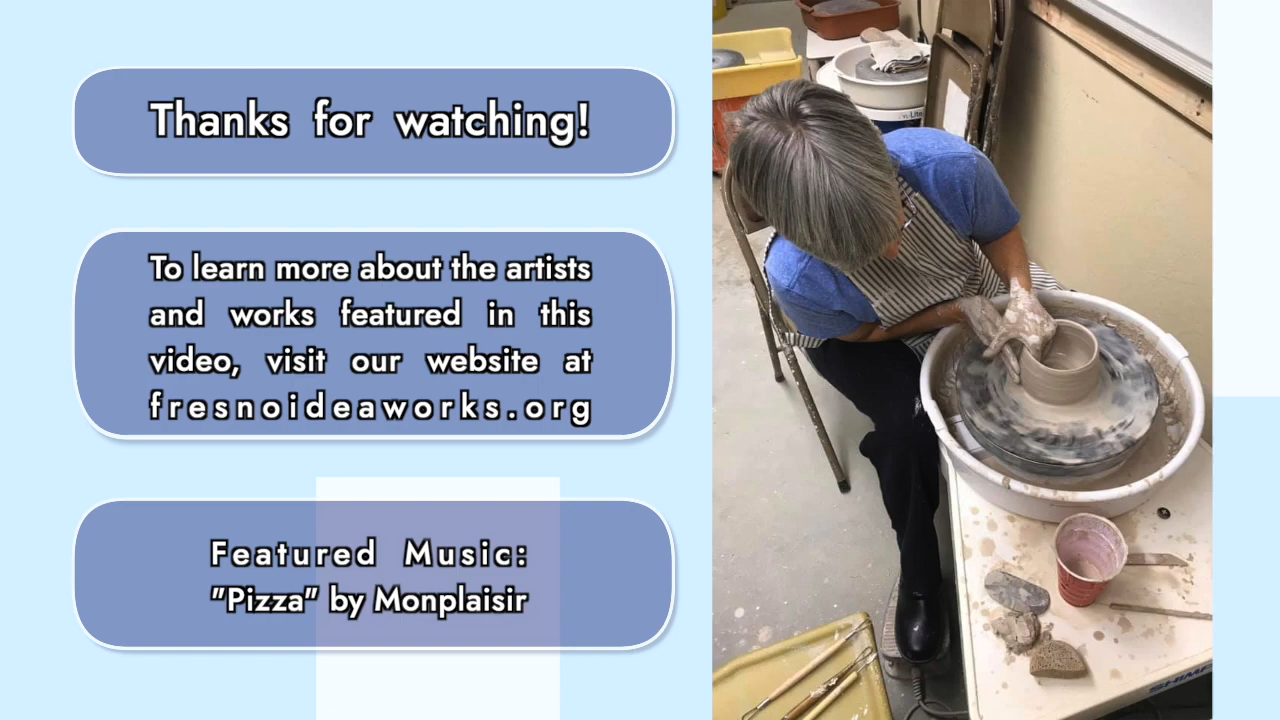 Thanks for watching!
To learn more about the artists
and works featured in this
video, visit our website at
fresnoideaworks.org
Featured Music:
"Pizza" by Monplaisir